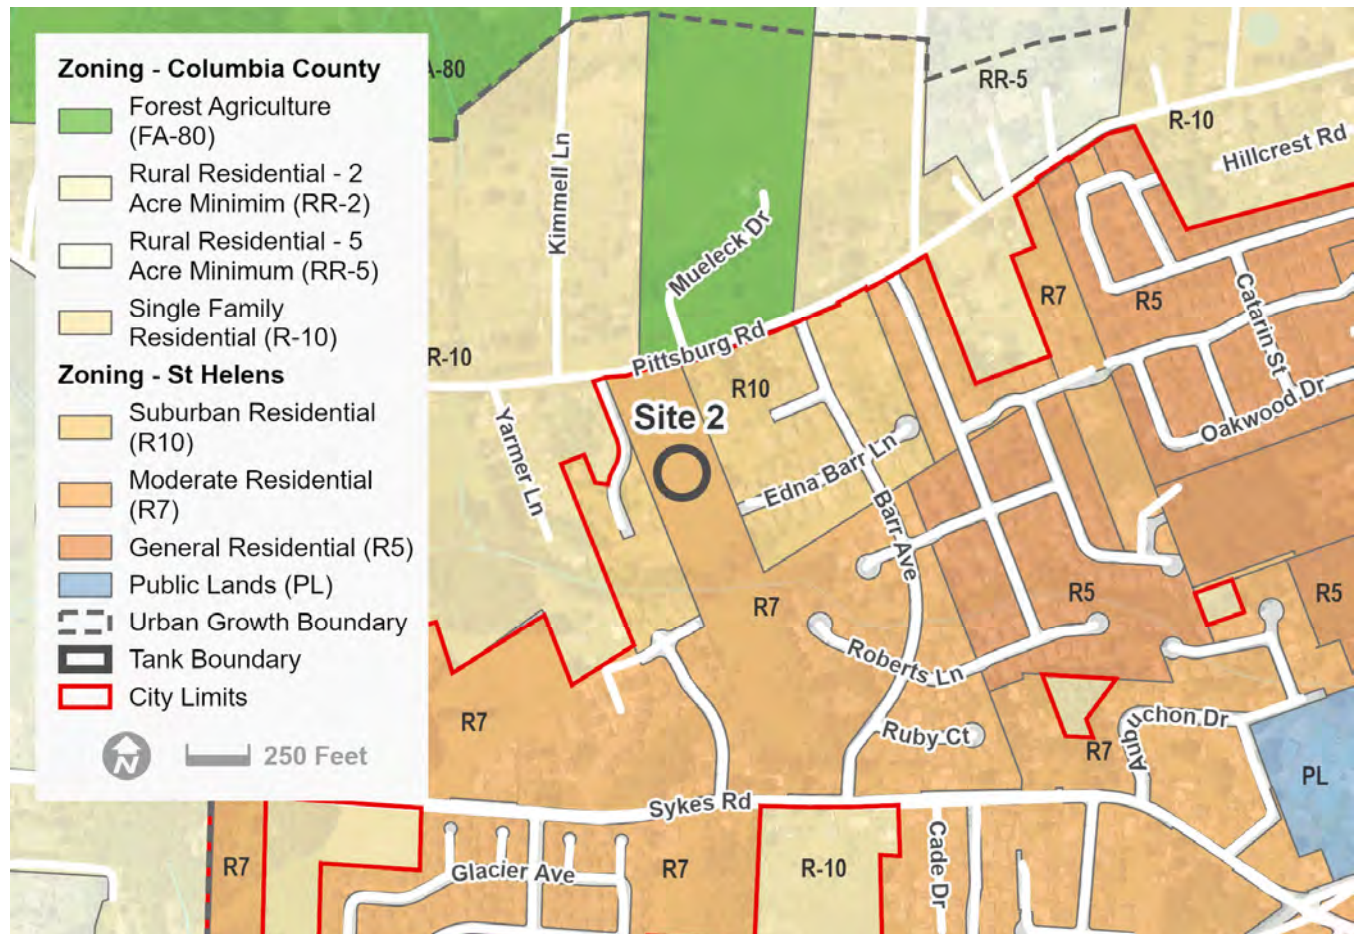 Zoning - Columbia County
Forest Agriculture
(FA-80)
Rural Residential - 2
Acre Minimim (RR-2)
Rural Residential - 5
Acre Minimum (RR-5)
Single Family
Residential (R-10)
Zoning - St Helens
Suburban Residential
(R10)
Moderate Residential
(R7)
General Residential (R5)
Public Lands (PL)
Urban Growth Boundary
Tank Boundary
City Limits
N
250 Feet
A-80
RR-5
R-10
Hillcrest Rd
Kimmell Ln
Mueleck Dr
R7
R5
Catarin St
R-10
Pittsburg Rd
R10
Oakwood Dr
Site 2
Yarmer Ln
Edna Barr Ln
Barr Ave
R7
R5
R5
Roberts Ln
R7
Ruby Ct
R7
Aubuchon Dr
PL
Sykes Rd
R7
Glacier Ave
R7
R-10
Cade Dr